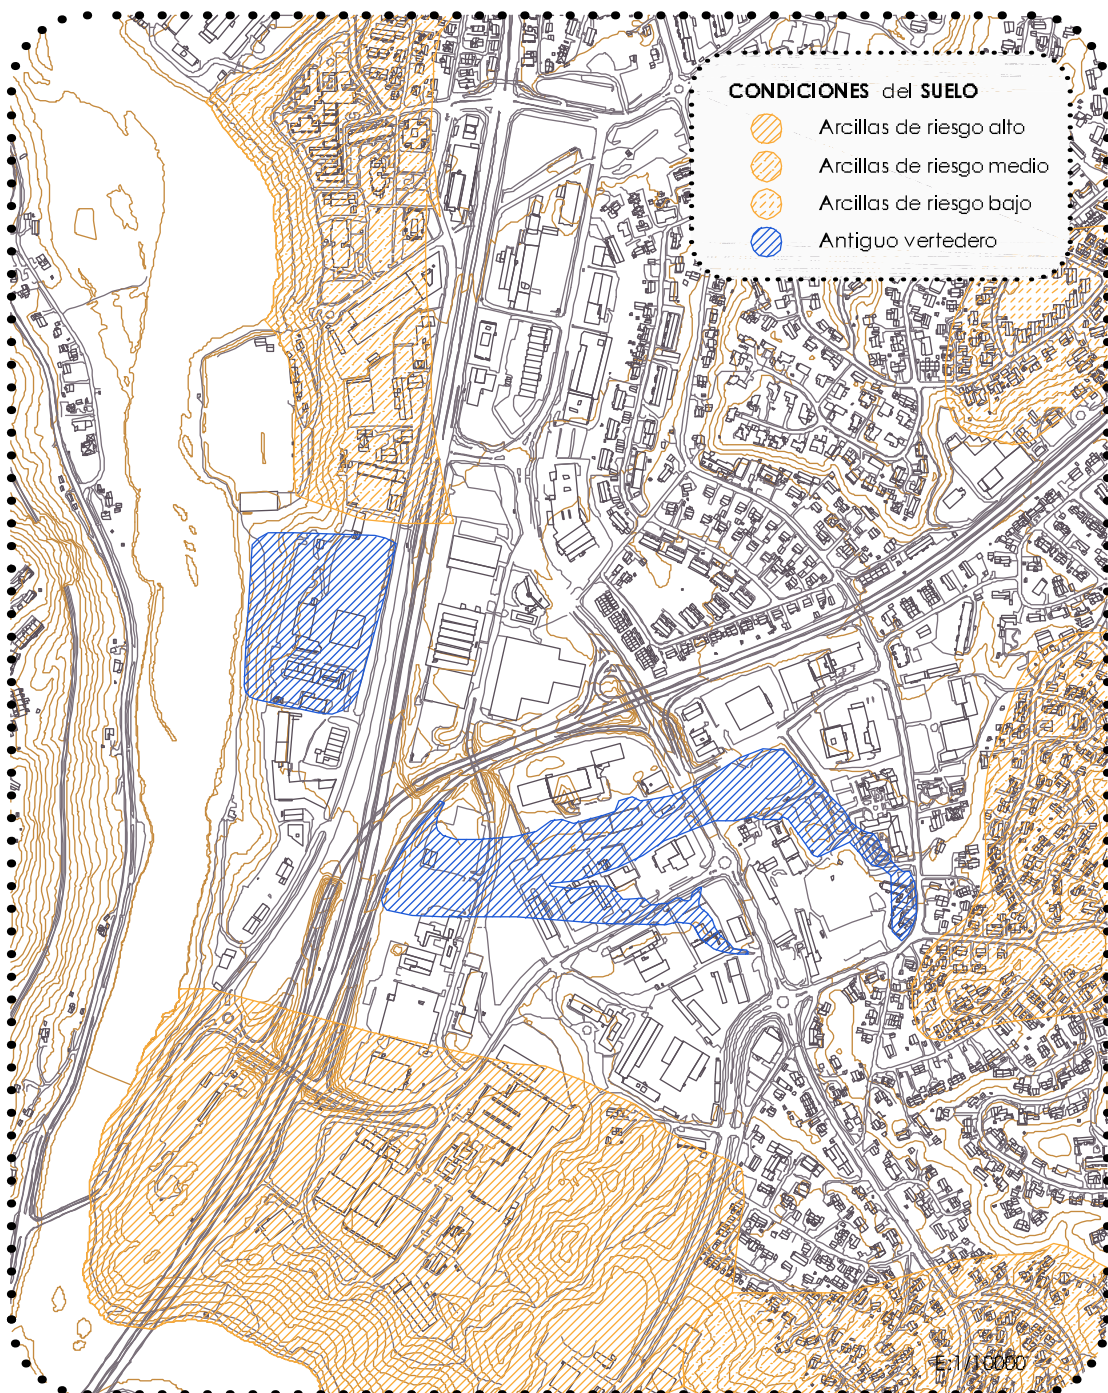 CONDICIONES del SUELO
Arcillas de riesgo alto
Arcillas de riesgo medio
Arcillas de riesgo bajo
Antiguo vertedero
E:1/10000